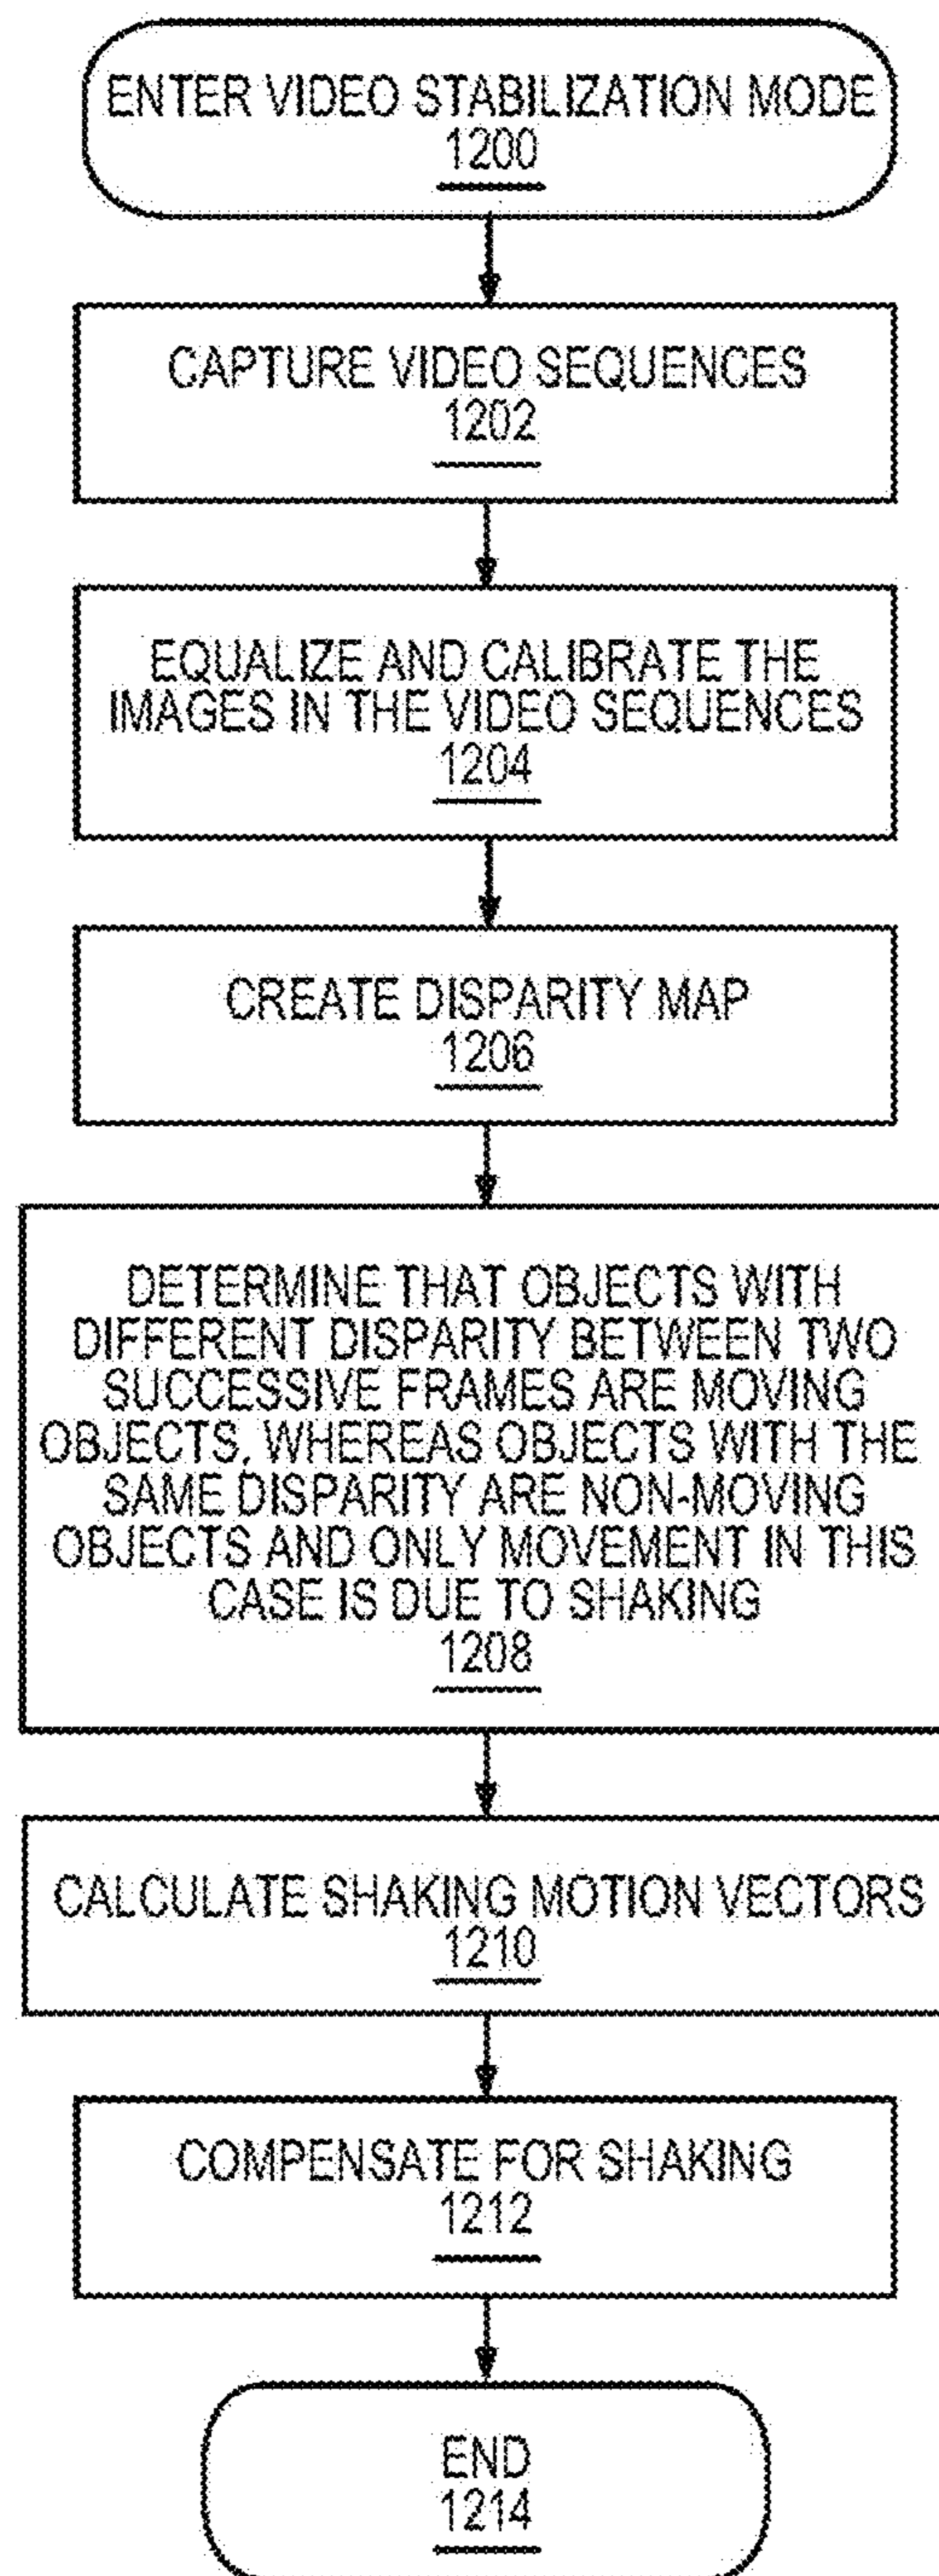 ENTER VIDEO STABILIZATION MODE
1200
CAPTURE VIDEO SEQUENCES
1202
EQUALIZE AND CALIBRATE THE
IMAGES IN THE VIDEO SEQUENCES
1204
CREATE DISPARITY MAP
1206
DETERMINE THAT OBJECTS WITH
DIFFERENT DISPARITY BETWEEN TWO
SUCCESSIVE FRAMES ARE MOVING
OBJECTS, WHEREAS OBJECTS WITH THE
SAME DISPARITY ARE NON-MOVING
OBJECTS AND ONLY MOVEMENT IN THIS
CASE IS DUE TO SHAKING
1208
CALCULATE SHAKING MOTION VECTORS
1210
COMPENSATE FOR SHAKING
1212
END
1214